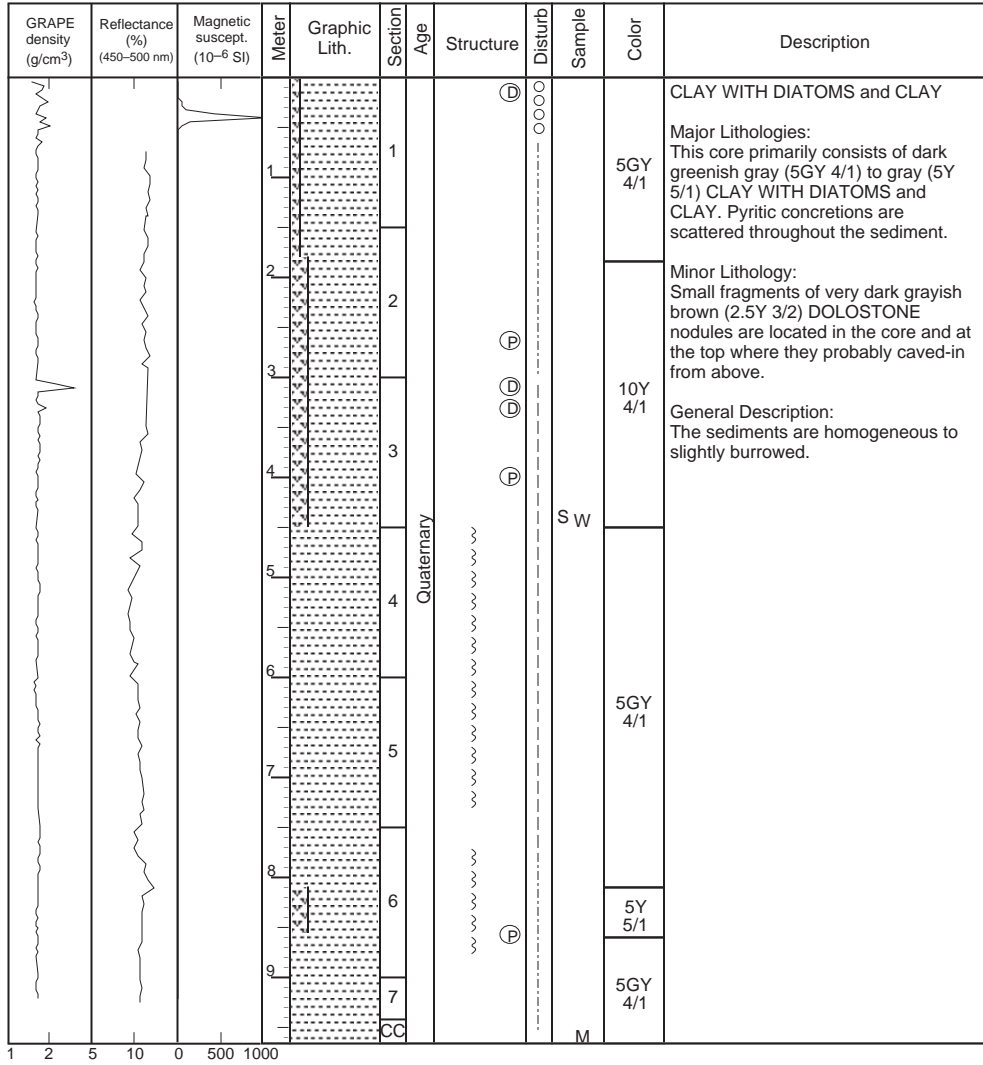 GRAPE
density
(g/cm3)
Reflectance
(%)
(450–500 nm)
Magnetic
suscept.
(10–6 SI)
Meter
Graphic
Lith.
Section
Age
Structure
Disturb
Sample
Color
Description
1
2
3
4
5
6
7
8
9
1
2
3
4
5
6
7
CC
Quaternary
D
P
D
D
P
P
S W
M
5GY
4/1
10Y
4/1
5GY
4/1
5Y
5/1
5GY
4/1
CLAY WITH DIATOMS and CLAY
Major Lithologies:
This core primarily consists of dark
greenish gray (5GY 4/1) to gray (5Y
5/1) CLAY WITH DIATOMS and
CLAY. Pyritic concretions are
scattered throughout the sediment.
Minor Lithology:
Small fragments of very dark grayish
brown (2.5Y 3/2) DOLOSTONE
nodules are located in the core and at
the top where they probably caved-in
from above.
General Description:
The sediments are homogeneous to
slightly burrowed.
1 2 5 10 0 500 1000